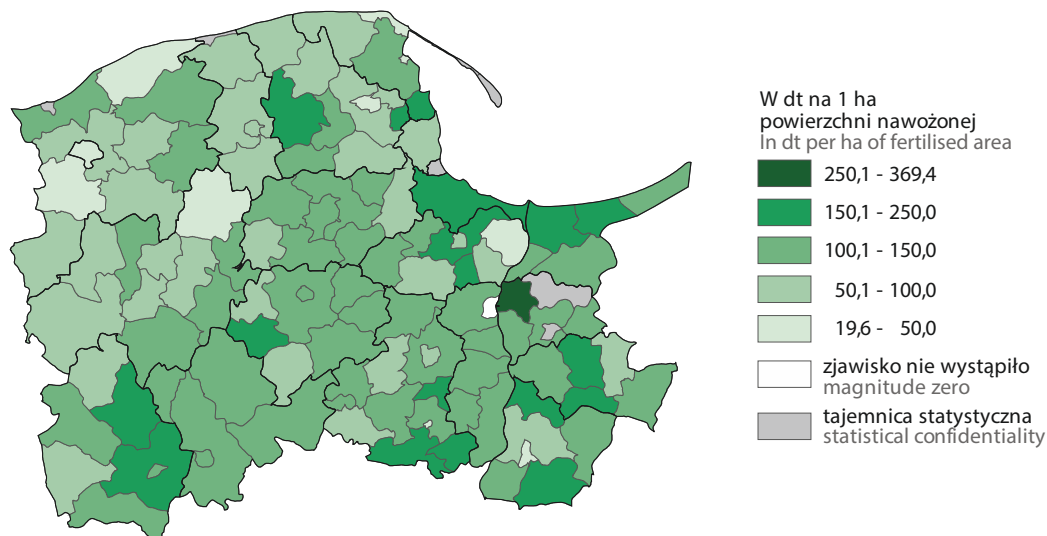 W dt na 1 ha
powierzchni nawożonej
In dt per ha of fertilised area
250,1 - 369,4
150,1 - 250,0
100,1 - 150,0
50,1 - 100,0
19,6 - 50,0
zjawisko nie wystąpiło
magnitude zero
tajemnica statystyczna
statistical confidentiality